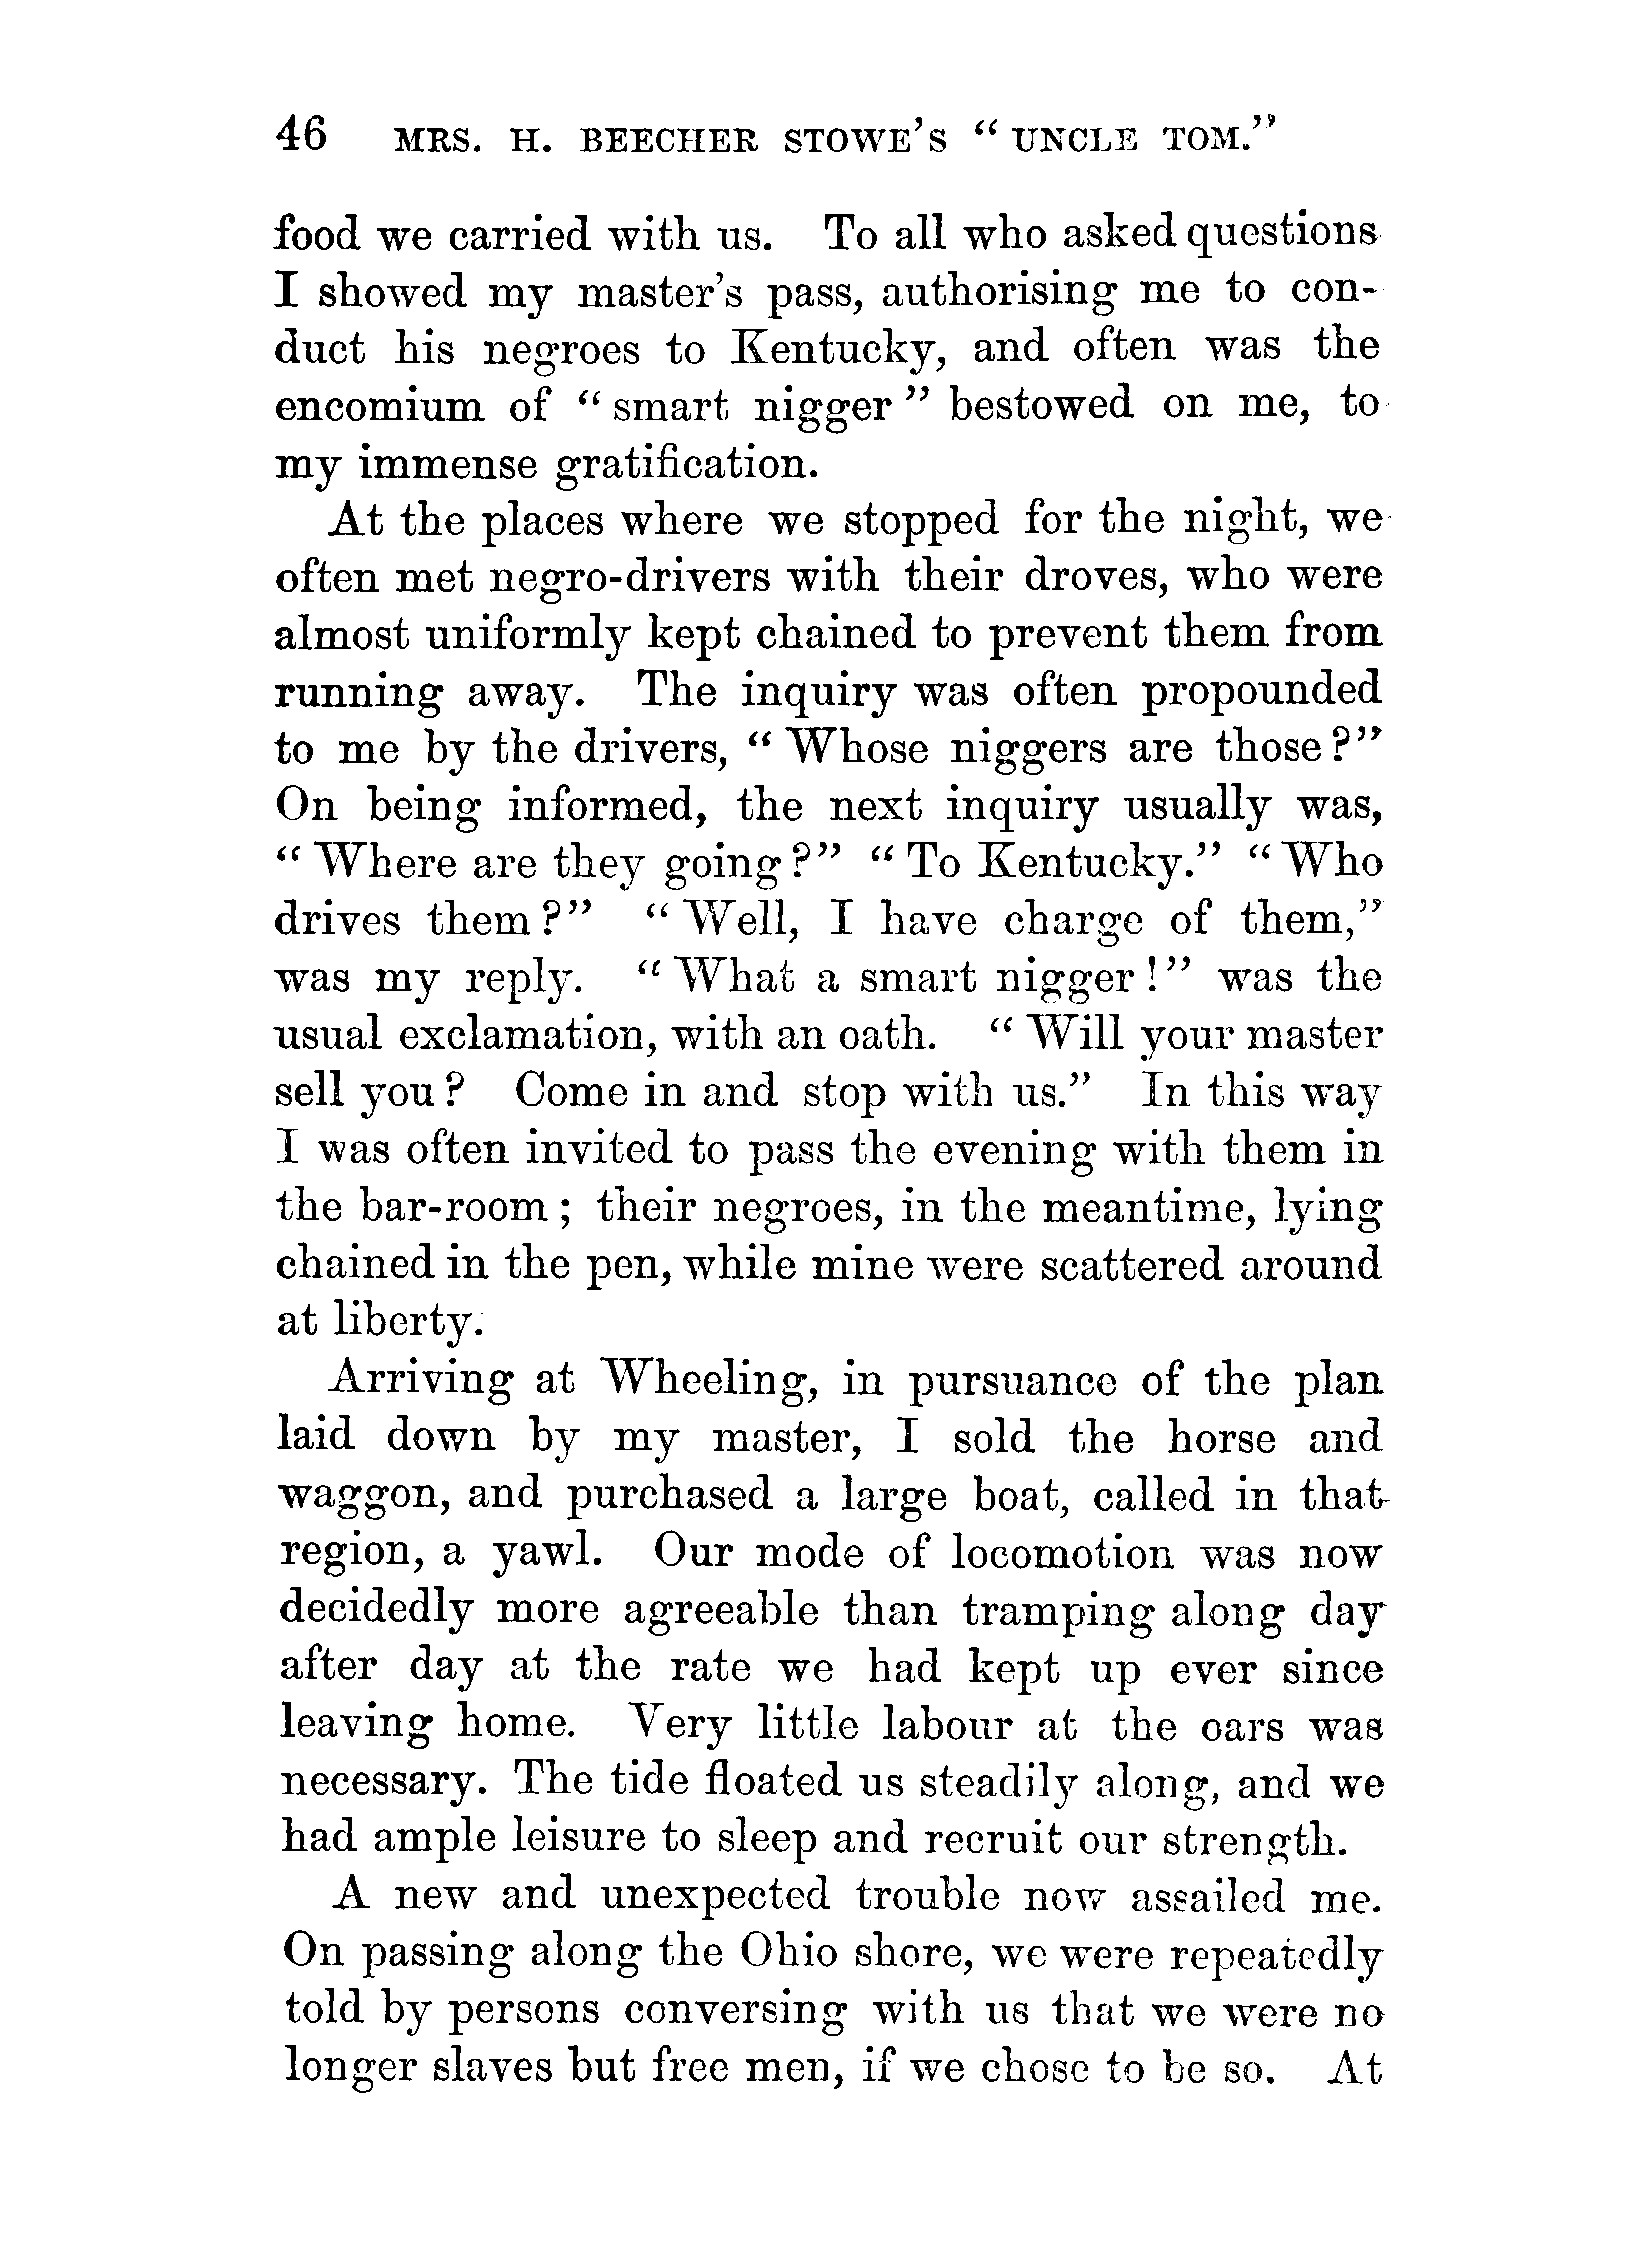 46 MRS. H. BEECHER STOWE'S “ UNCLE TOM.”
food we carried with us. To all who asked questions
I showed my master's pass, authorising me to con-
duct his negroes to Kentucky, and often was the
encomium of “ smart nigger ” bestowed on me, to
my immense gratification.
At the places where we stopped for the night, we
often met negro-drivers with their droves, who were
almost uniformly kept chained to prevent them from
running away. The inquiry was often propounded
to me by the drivers, “ Whose niggers are those ?”
On being informed, the next inquiry usually was,
“ Where are they going ?” “ To Kentucky.” “ Who
drives them ?” “ Well, I have charge of them,”
was my reply. “ What a smart nigger !” was the
usual exclamation, with an oath. “ Will your master
sell you ? Come in and stop with us.” In this way
I was often invited to pass the evening with them in
the bar-room ; their negroes, in the meantime, lying
chained in the pen, while mine were scattered around
at liberty.
Arriving at Wheeling, in pursuance of the plan
laid down by my master, I sold the horse and
waggon, and purchased a large boat, called in that
region, a yawl. Our mode of locomotion was now
decidedly more agreeable than tramping along day
after day at the rate we had kept up ever since
leaving home. Very little labour at the oars was
necessary. The tide floated us steadily along, and we
had ample leisure to sleep and recruit our strength.
A new and unexpected trouble now assailed me.
On passing along the Ohio shore, we were repeatedly
told by persons conversing with us that we were no
longer slaves but free men, if we chose to be so. At